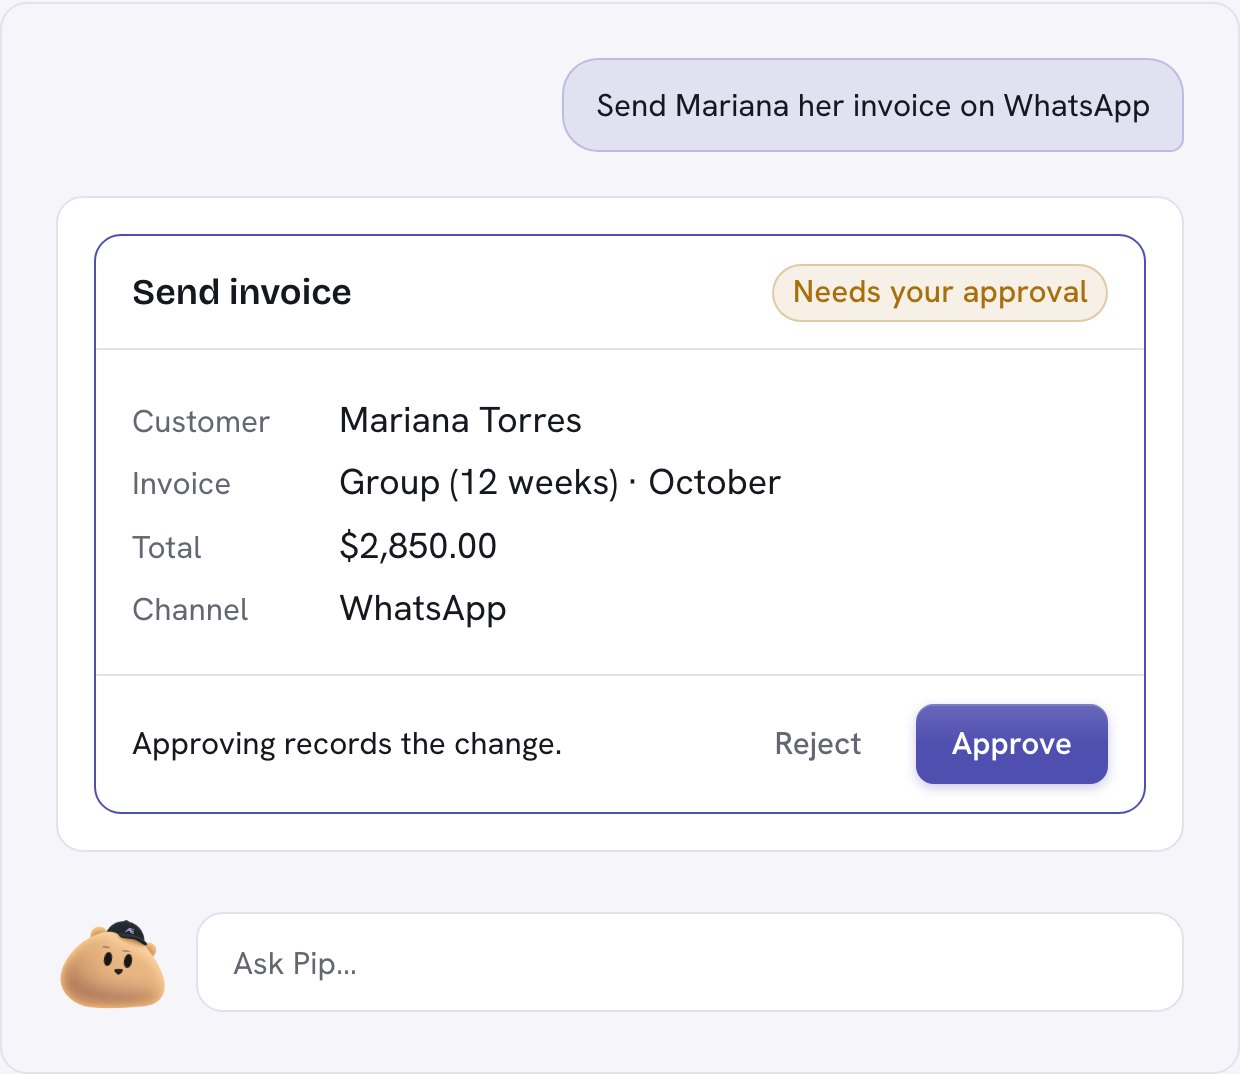 Send Mariana her invoice on WhatsApp
Send invoice
Needs your approval
Customer Mariana Torres
Invoice Group (12 weeks) · October
Total $2,850.00
Channel WhatsApp
Approving records the change.
Reject
Approve
Ask Pip...